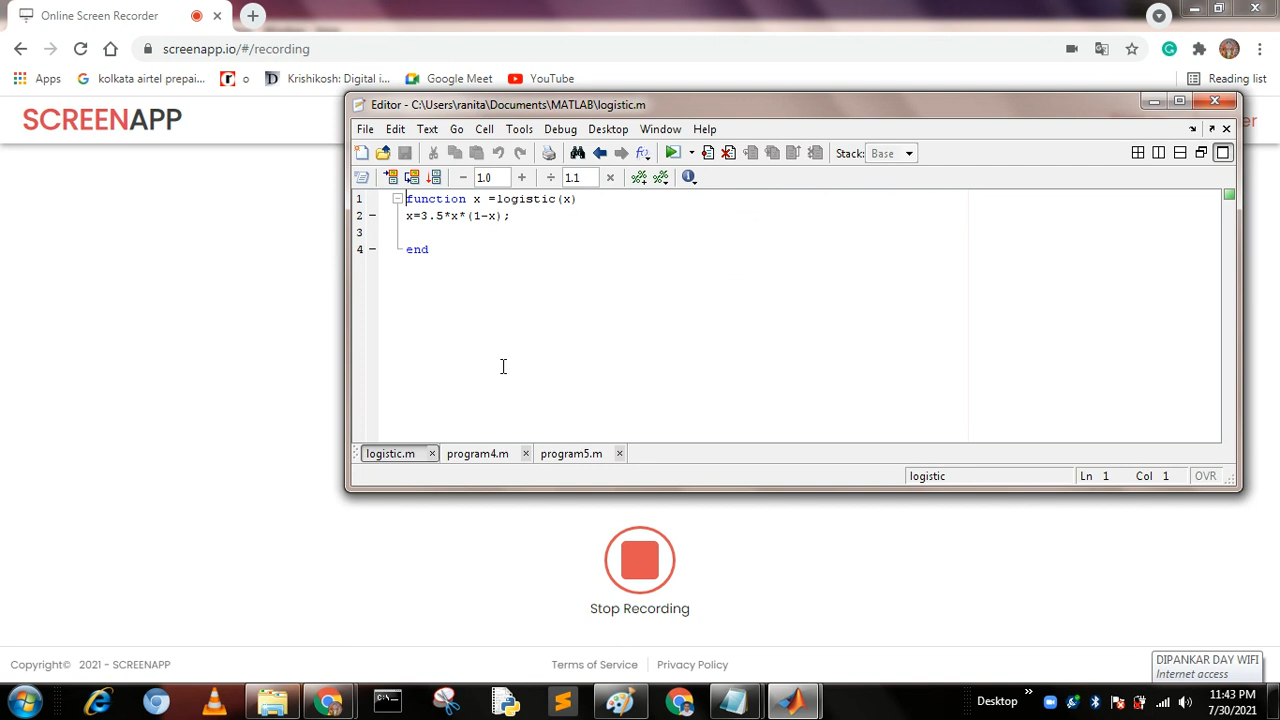 Online Screen Recorder
screenapp.io/#/recording
Apps
kolkata airtel prepai...
o
Krishikosh: Digital i...
Google Meet
YouTube
Reading list
SCREENAPP
er
Editor - C:\Users\ranita\Documents\MATLAB\logistic.m
File Edit Text Go Cell Tools Debug Desktop Window Help
Stack: Base
1.0
1.1
1 function x =logistic(x)
2 x=3.5*x*(1-x);
3
4 end
logistic.m program4.m program5.m
logistic Ln 1 Col 1 OVR
Stop Recording
Copyright© 2021 - SCREENAPP
Terms of Service
Privacy Policy
DIPANKAR DAY WIFI
Internet access
Desktop
11:43 PM
7/30/2021